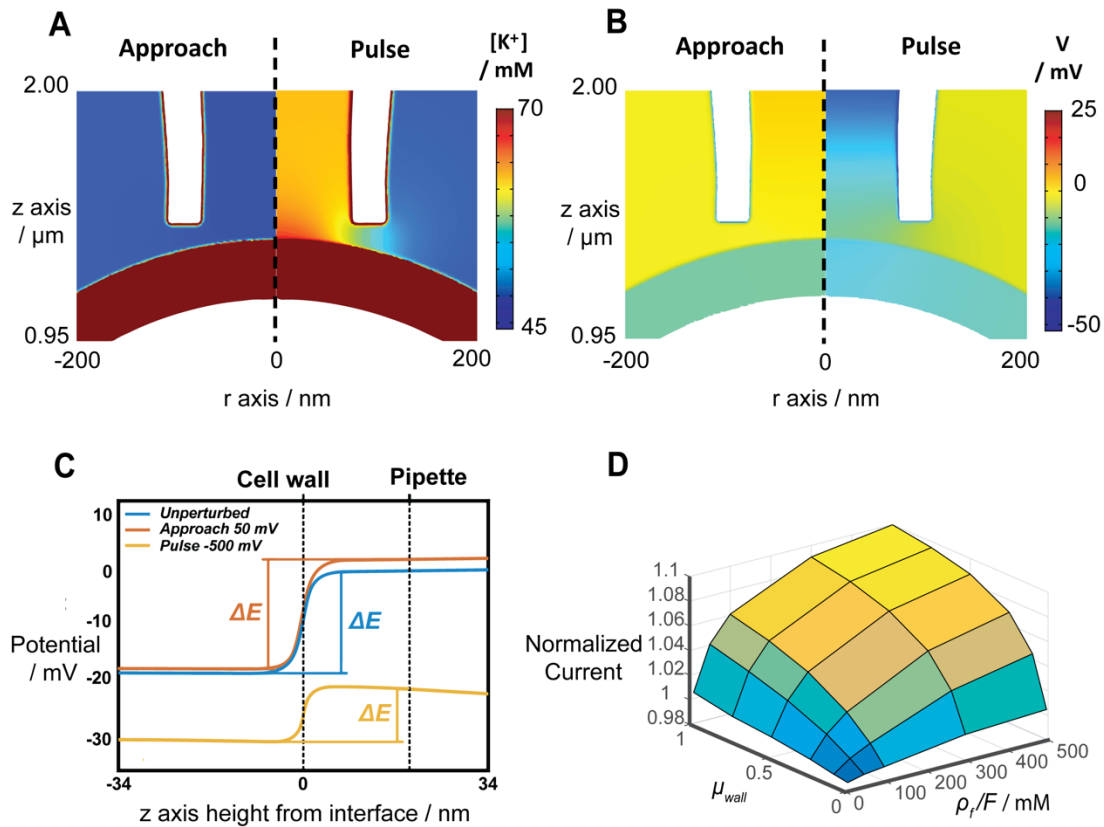 A
Approach
Pulse
[K+]
/ mM
2.00
70
z axis
/ µm
0.95
45
-200
0
200
r axis / nm
B
Approach
Pulse
V
/ mV
2.00
25
0
z axis
/ µm
0.95
-50
-200
0
200
r axis / nm
C
Cell wall
Pipette
10
Unperturbed
Approach 50 mV
Pulse -500 mV
0
-10
ΔE
ΔE
Potential
/ mV
-20
ΔE
-30
-34
0
34
z axis height from interface / nm
D
1.1
1.08
1.06
Normalized
Current
1.04
1.02
1
0.98
1
0.5
0
μwall
0
100
200
300
400
500
ρf/F / mM